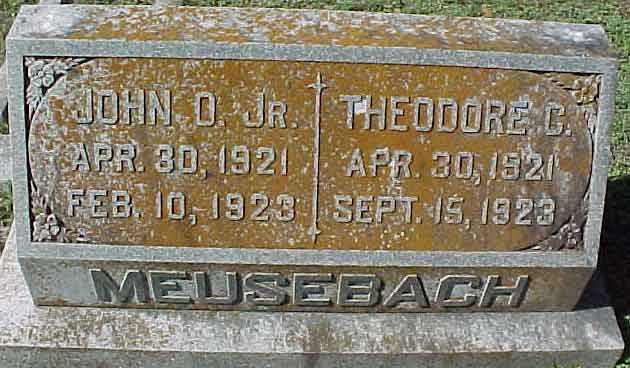 JOHN. O. JR.
APR. 30, 1921
FEB. 10, 1923
THEODORE C.
APR. 30, 1921
SEPT. 15, 1923
MEUSEBACH